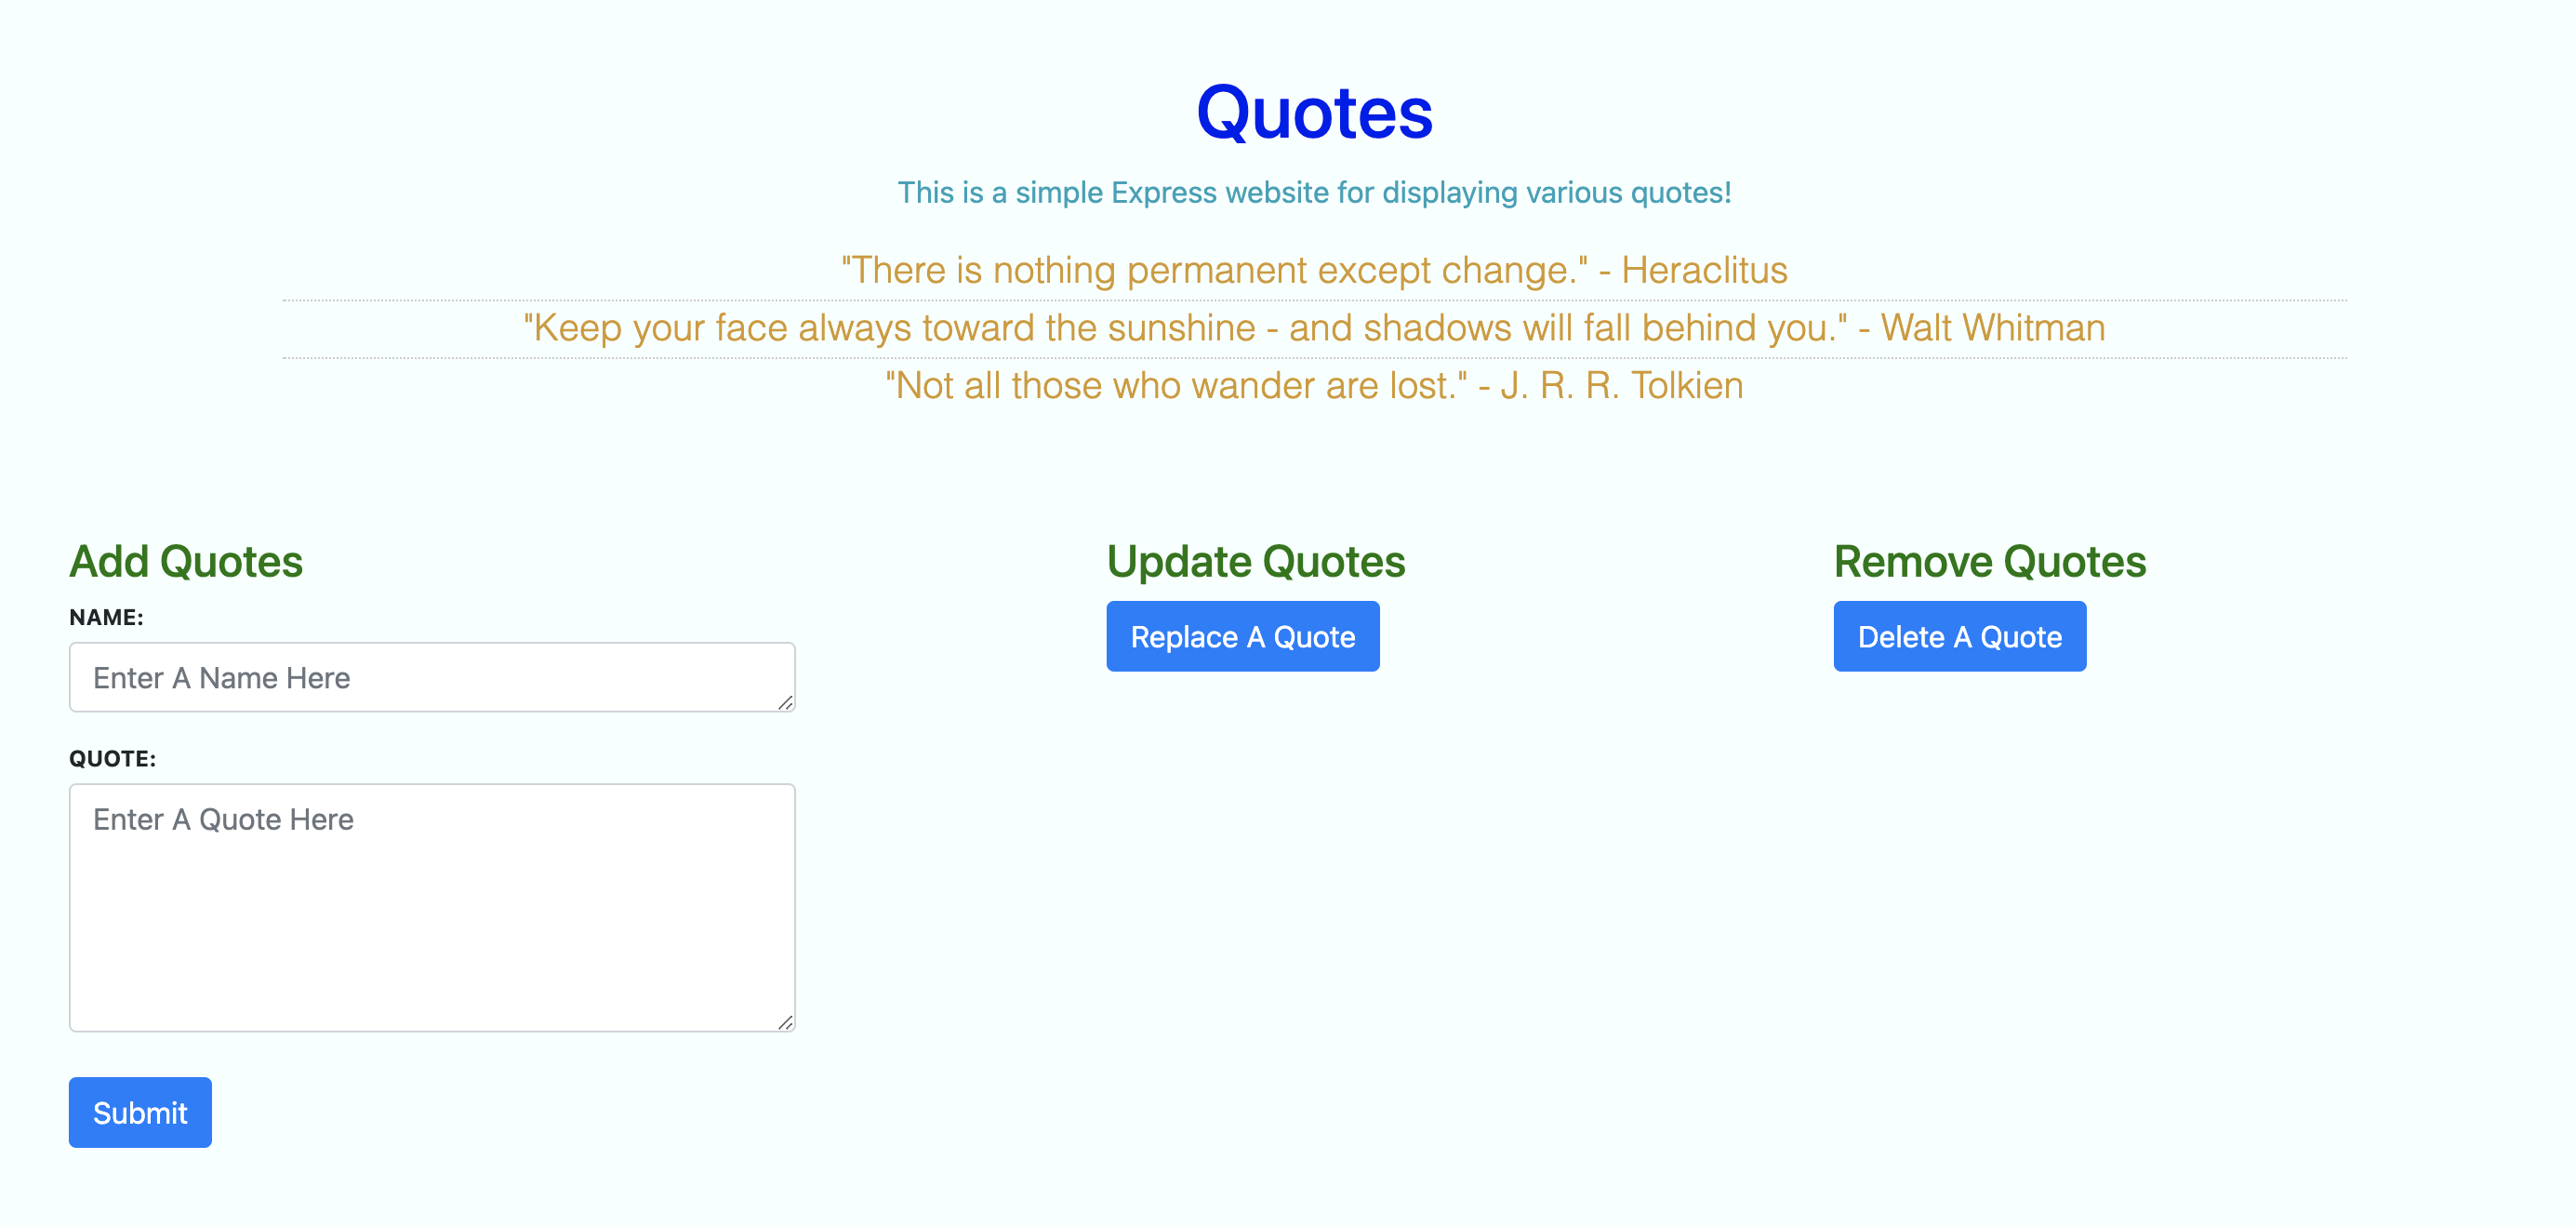 Quotes
This is a simple Express website for displaying various quotes!
"There is nothing permanent except change." - Heraclitus
"Keep your face always toward the sunshine - and shadows will fall behind you." - Walt Whitman
"Not all those who wander are lost." - J. R. R. Tolkien
Add Quotes
NAME:
Enter A Name Here
QUOTE:
Enter A Quote Here
Submit
Update Quotes
Replace A Quote
Remove Quotes
Delete A Quote